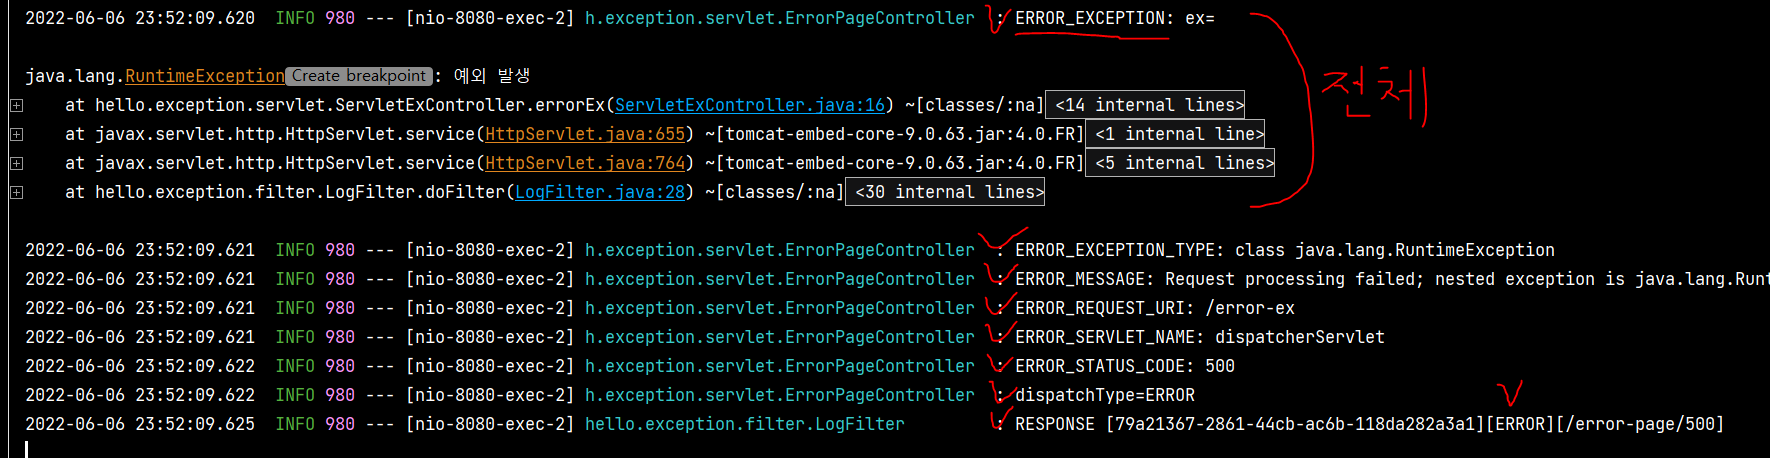 2022-06-06 23:52:09.620  INFO 980 --- [nio-8080-exec-2] h.exception.servlet.ErrorPageController  : ERROR_EXCEPTION: ex=
전체
java.lang.RuntimeException Create breakpoint : 예외 발생
at hello.exception.servlet.ServletExController.errorEx(ServletExController.java:16) ~[classes/:na] <14 internal lines>
at javax.servlet.http.HttpServlet.service(HttpServlet.java:655) ~[tomcat-embed-core-9.0.63.jar:4.0.FR] <1 internal line>
at javax.servlet.http.HttpServlet.service(HttpServlet.java:764) ~[tomcat-embed-core-9.0.63.jar:4.0.FR] <5 internal lines>
at hello.exception.filter.LogFilter.doFilter(LogFilter.java:28) ~[classes/:na] <30 internal lines>
2022-06-06 23:52:09.621  INFO 980 --- [nio-8080-exec-2] h.exception.servlet.ErrorPageController  : ERROR_EXCEPTION_TYPE: class java.lang.RuntimeException
2022-06-06 23:52:09.621  INFO 980 --- [nio-8080-exec-2] h.exception.servlet.ErrorPageController  : ERROR_MESSAGE: Request processing failed; nested exception is java.lang.Runt
2022-06-06 23:52:09.621  INFO 980 --- [nio-8080-exec-2] h.exception.servlet.ErrorPageController  : ERROR_REQUEST_URI: /error-ex
2022-06-06 23:52:09.621  INFO 980 --- [nio-8080-exec-2] h.exception.servlet.ErrorPageController  : ERROR_SERVLET_NAME: dispatcherServlet
2022-06-06 23:52:09.622  INFO 980 --- [nio-8080-exec-2] h.exception.servlet.ErrorPageController  : ERROR_STATUS_CODE: 500
2022-06-06 23:52:09.622  INFO 980 --- [nio-8080-exec-2] h.exception.servlet.ErrorPageController  : dispatchType=ERROR
2022-06-06 23:52:09.625  INFO 980 --- [nio-8080-exec-2] hello.exception.filter.LogFilter  : RESPONSE [79a21367-2861-44cb-ac6b-118da282a3a1][ERROR][/error-page/500]